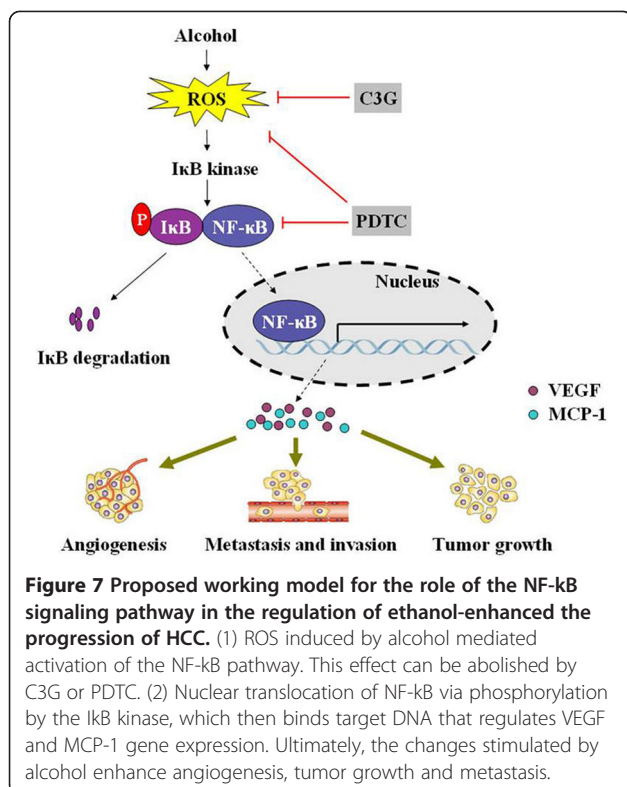 Alcohol
ROS
C3G
IκB kinase
P
IκB
NF-κB
PDTC
Nucleus
NF-κB
IκB degradation
VEGF
MCP-1
Angiogenesis
Metastasis and invasion
Tumor growth
Figure 7 Proposed working model for the role of the NF-kB
signaling pathway in the regulation of ethanol-enhanced the
progression of HCC. (1) ROS induced by alcohol mediated
activation of the NF-kB pathway. This effect can be abolished by
C3G or PDTC. (2) Nuclear translocation of NF-kB via phosphorylation
by the IkB kinase, which then binds target DNA that regulates VEGF
and MCP-1 gene expression. Ultimately, the changes stimulated by
alcohol enhance angiogenesis, tumor growth and metastasis.